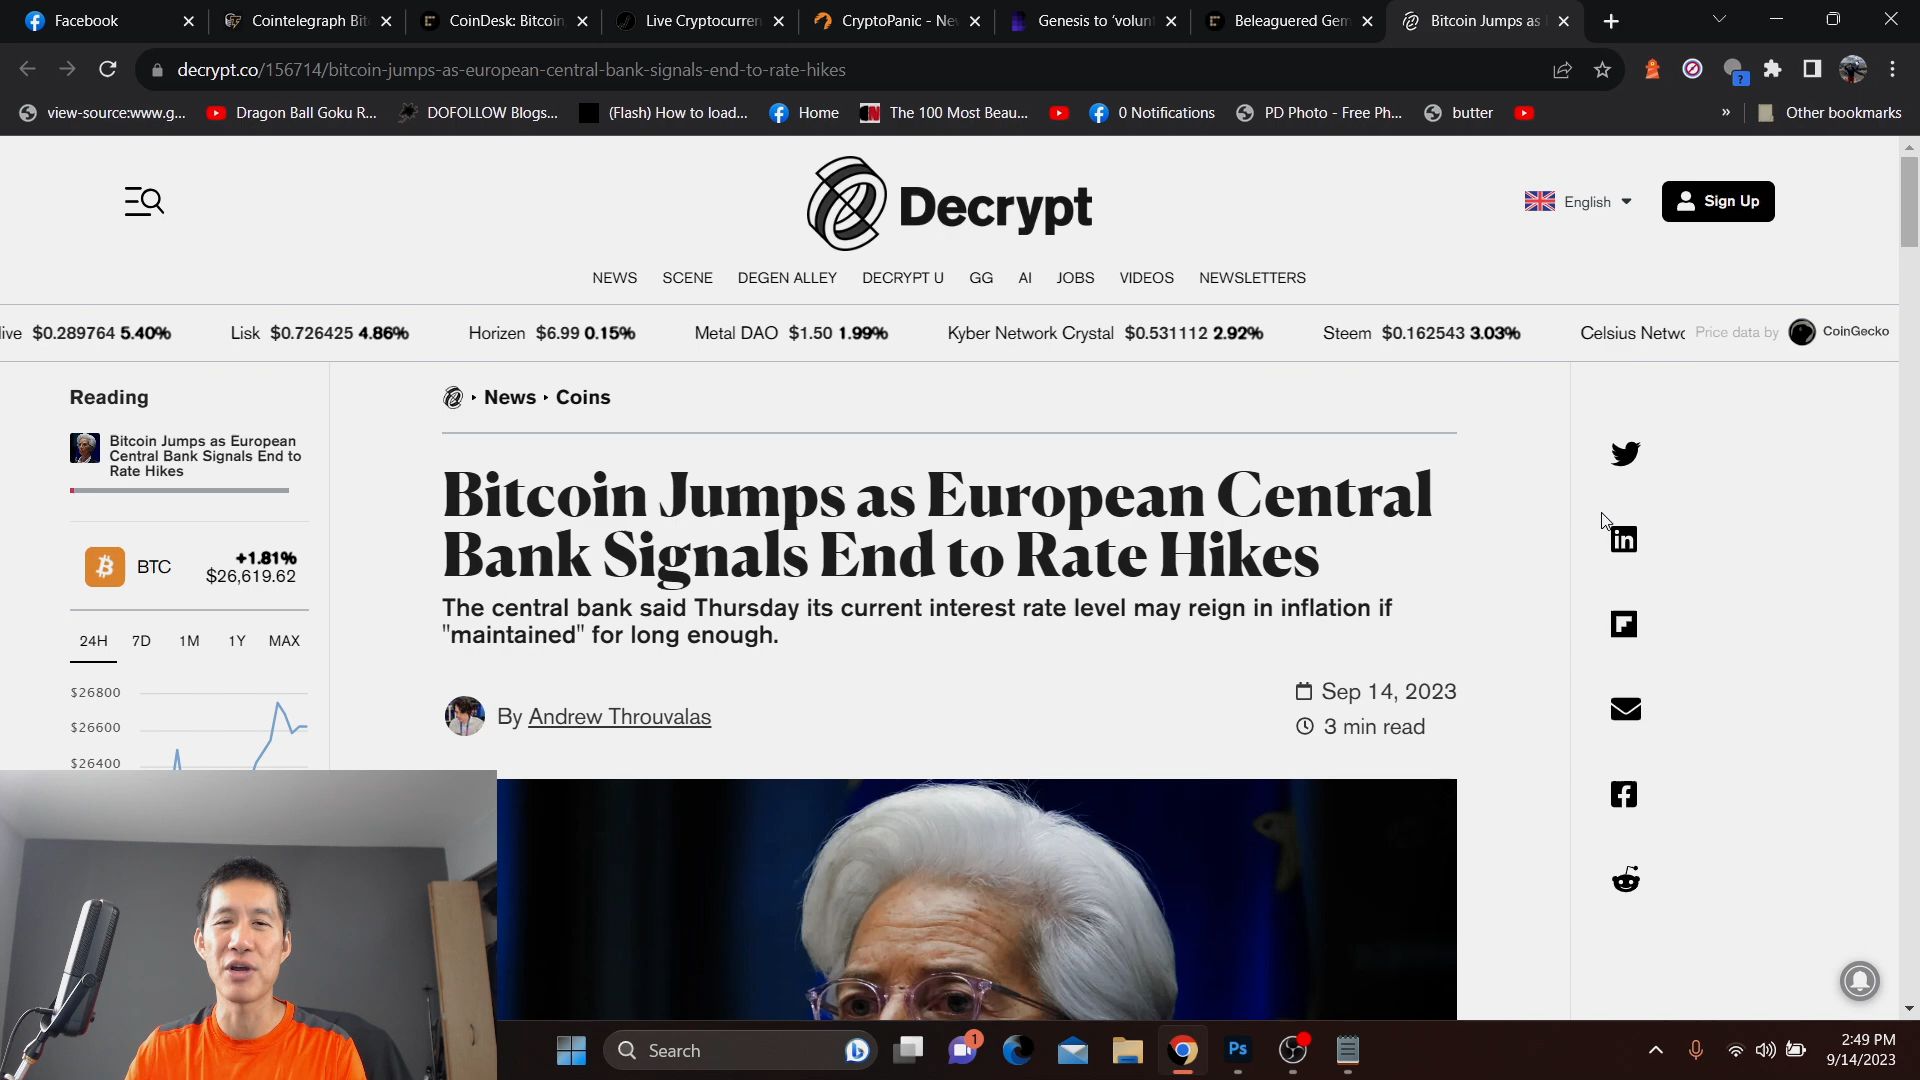 Facebook
Cointelegraph Bit
CoinDesk: Bitcoin,
Live Cryptocurren
CryptoPanic - Ne
Genesis to 'volunt
Beleaguered Gem
Bitcoin Jumps as
decrypt.co/156714/bitcoin-jumps-as-european-central-bank-signals-end-to-rate-hikes
?
view-source:www.g...
Dragon Ball Goku R...
DOFOLLOW Blogs...
(Flash) How to load...
Home
The 100 Most Beau...
0 Notifications
PD Photo - Free Ph...
butter
»
Other bookmarks
Decrypt
English
Sign Up
NEWS SCENE DEGEN ALLEY DECRYPT U GG AI JOBS VIDEOS NEWSLETTERS
ive $0.289764 5.40% Lisk $0.726425 4.86% Horizen $6.99 0.15% Metal DAO $1.50 1.99% Kyber Network Crystal $0.531112 2.92% Steem $0.162543 3.03% Celsius Netwo
Price data by CoinGecko
Reading
Bitcoin Jumps as European
Central Bank Signals End to
Rate Hikes
BTC
+1.81%
$26,619.62
24H 7D 1M 1Y MAX
$26800
$26600
$26400
News · Coins
Bitcoin Jumps as European Central
Bank Signals End to Rate Hikes
The central bank said Thursday its current interest rate level may reign in inflation if
"maintained" for long enough.
By Andrew Throuvalas
Sep 14, 2023
3 min read
Search
1
Ps
2:49 PM
9/14/2023